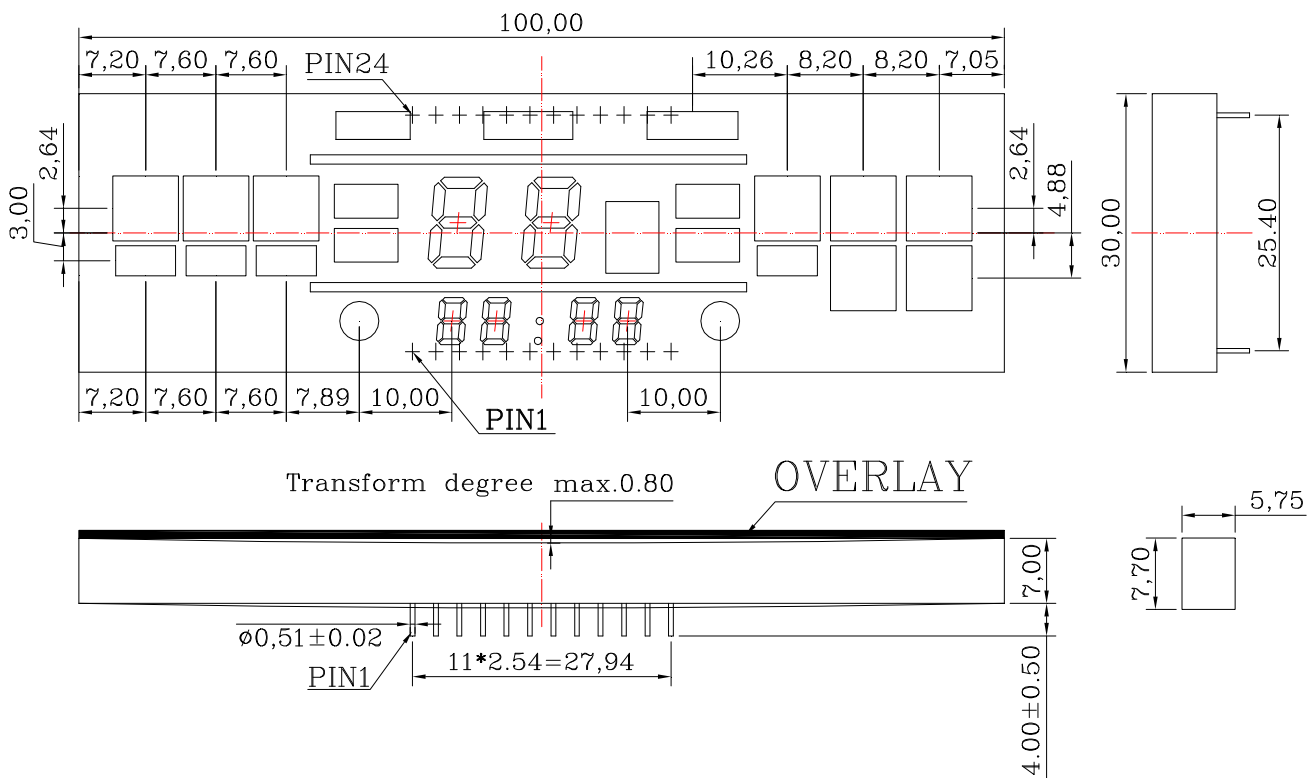 100,00
7,20 7,60 7,60 PIN24 10,26 8,20 8,20 7,05
2,64
3,00
2,64
4,88
30,00
25.40
7,20 7,60 7,60 7,89 10,00 PIN1 10,00
Transform degree max.0.80 OVERLAY
5,75
7,00
7,70
ø0,51±0.02
PIN1
11*2.54=27,94
4.00±0.50